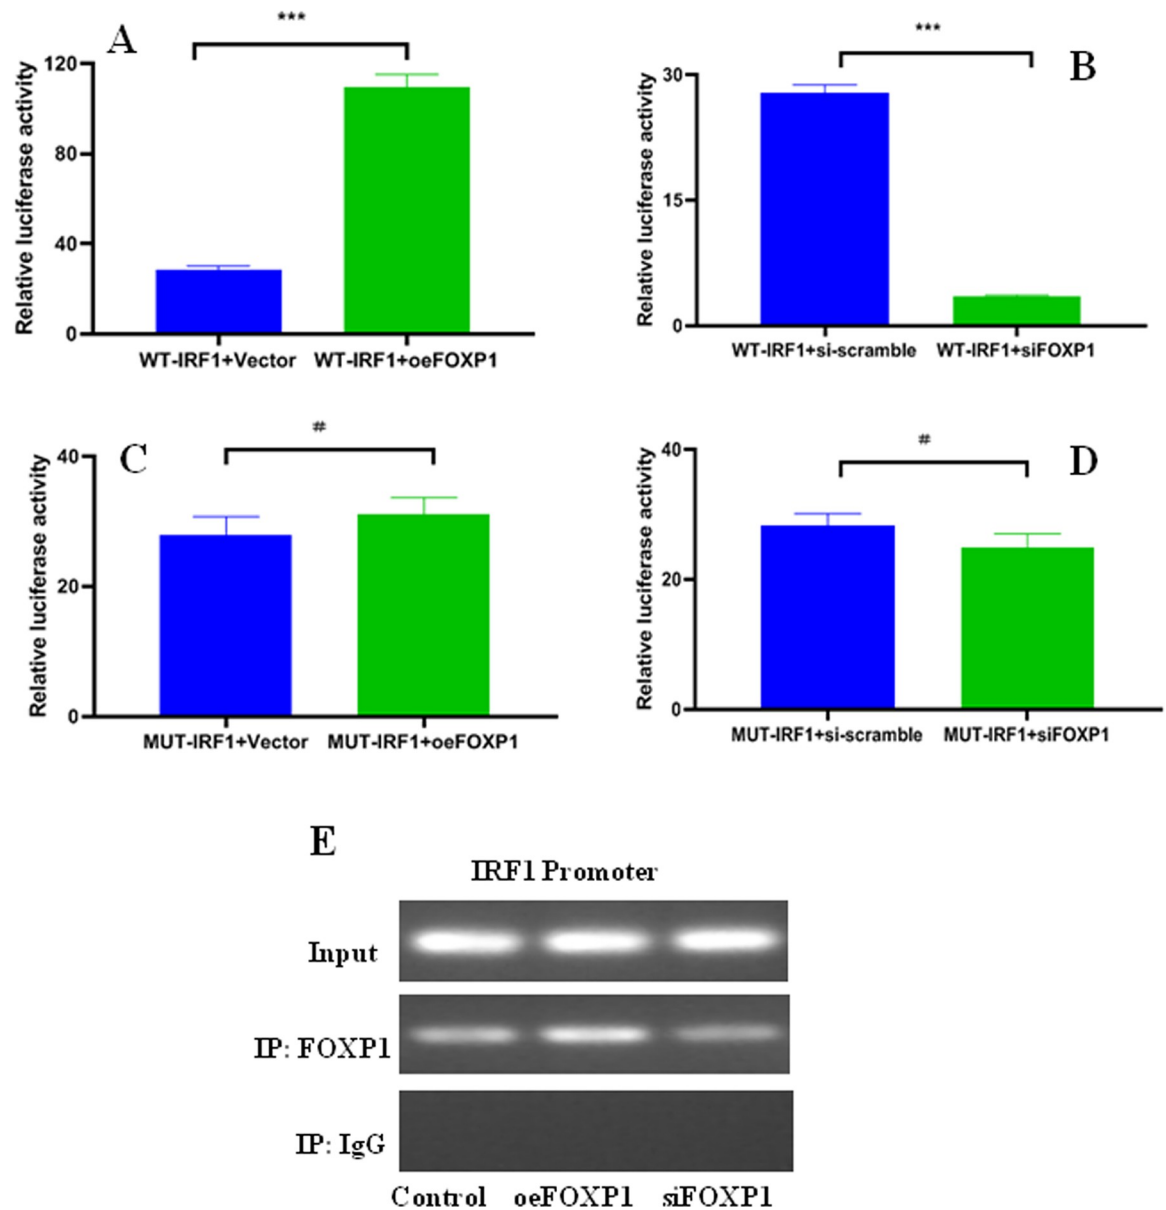 A
***
Relative luciferase activity
120
80
40
0
WT-IRF1+Vector WT-IRF1+oeFOXP1
B
***
Relative luciferase activity
30
15
0
WT-IRF1+si-scramble WT-IRF1+siFOXP1
C
#
Relative luciferase activity
40
20
0
MUT-IRF1+Vector MUT-IRF1+oeFOXP1
D
#
Relative luciferase activity
40
20
0
MUT-IRF1+si-scramble MUT-IRF1+siFOXP1
E
IRF1 Promoter
Input
IP: FOXP1
IP: IgG
Control oeFOXP1 siFOXP1